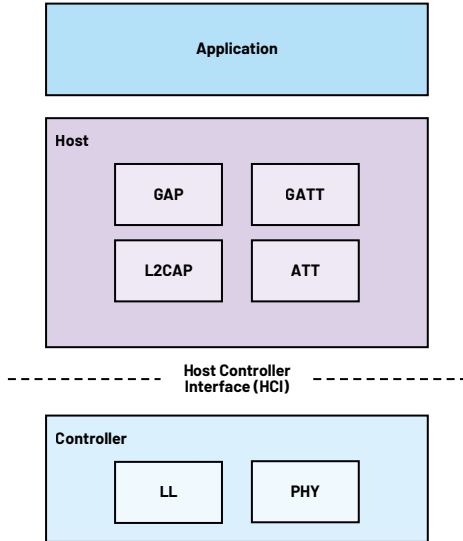 Application
Host
GAP
GATT
L2CAP
ATT
Host Controller
Interface (HCI)
Controller
LL
PHY